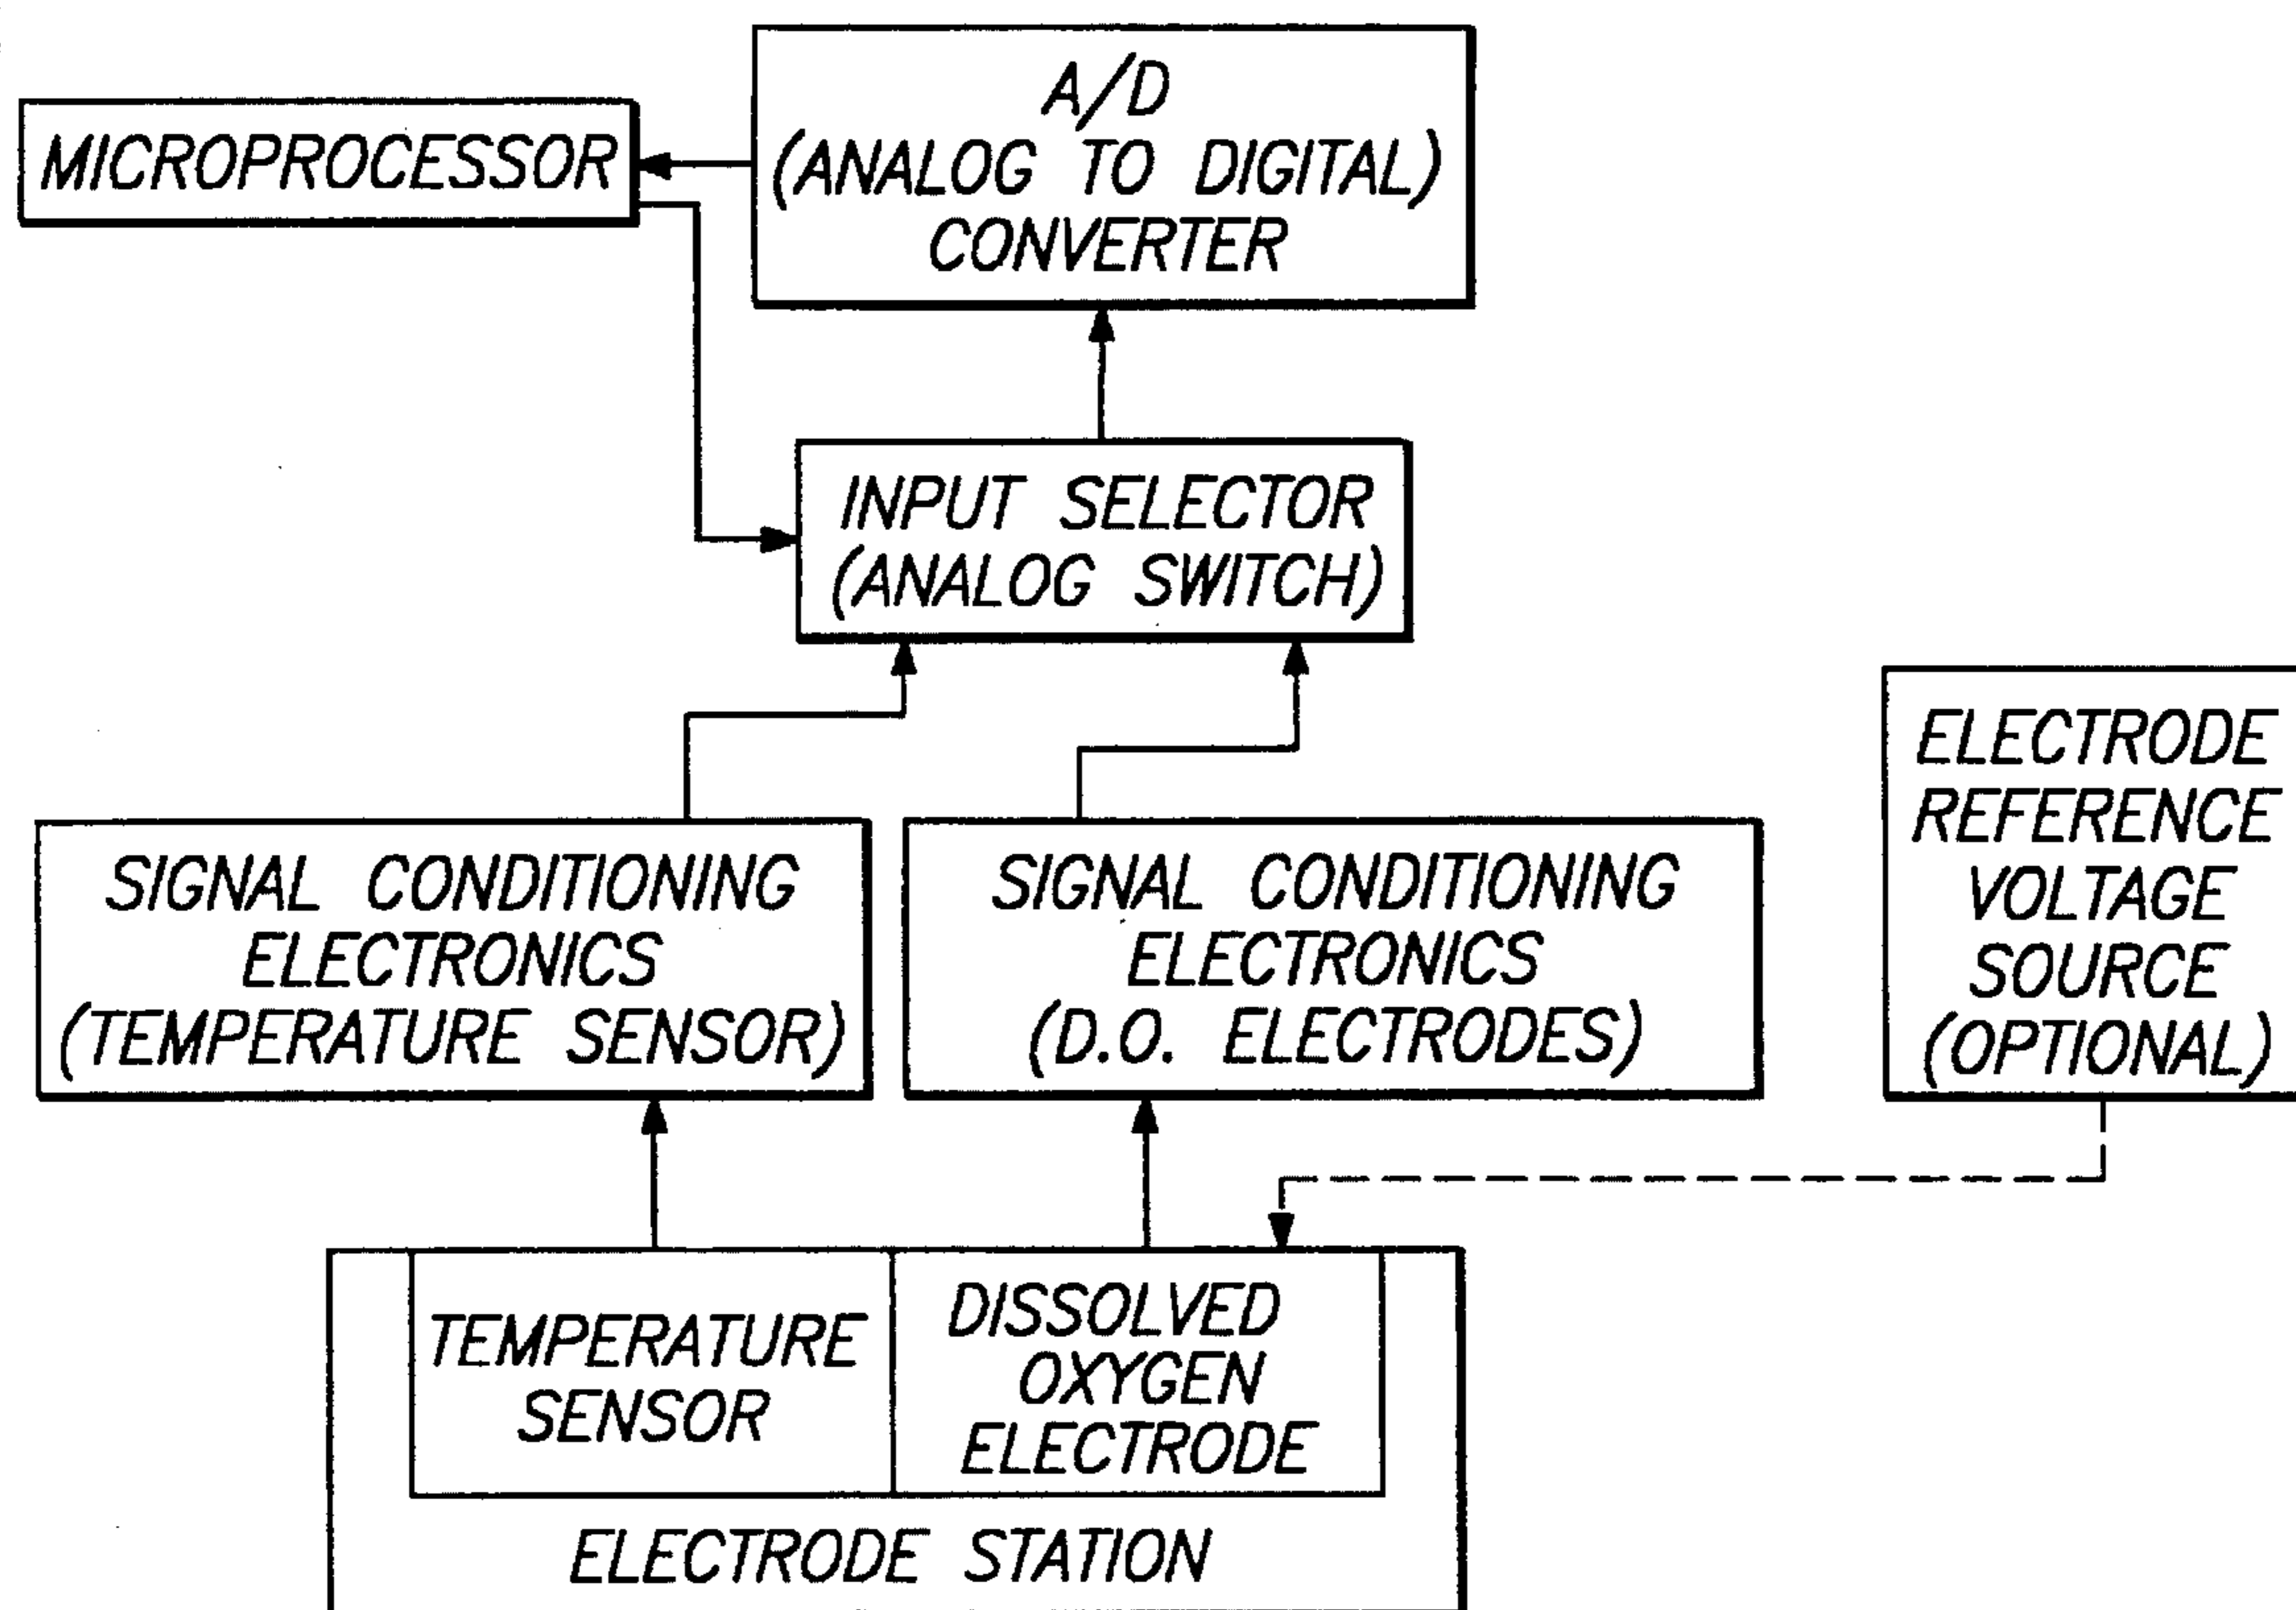 A/D
(ANALOG TO DIGITAL)
CONVERTER
MICROPROCESSOR
INPUT SELECTOR
(ANALOG SWITCH)
ELECTRODE
REFERENCE
VOLTAGE
SOURCE
(OPTIONAL)
SIGNAL CONDITIONING
ELECTRONICS
(TEMPERATURE SENSOR)
SIGNAL CONDITIONING
ELECTRONICS
(D.O. ELECTRODES)
TEMPERATURE
SENSOR
DISSOLVED
OXYGEN
ELECTRODE
ELECTRODE STATION